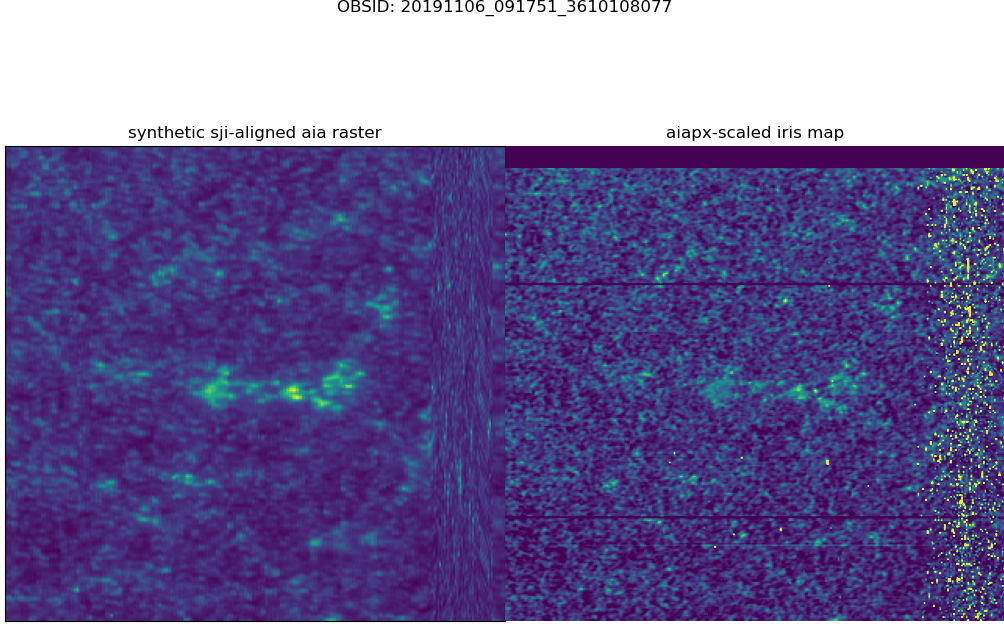 OBSID: 20191106_091751_3610108077
synthetic sji-aligned aia raster
aiapx-scaled iris map